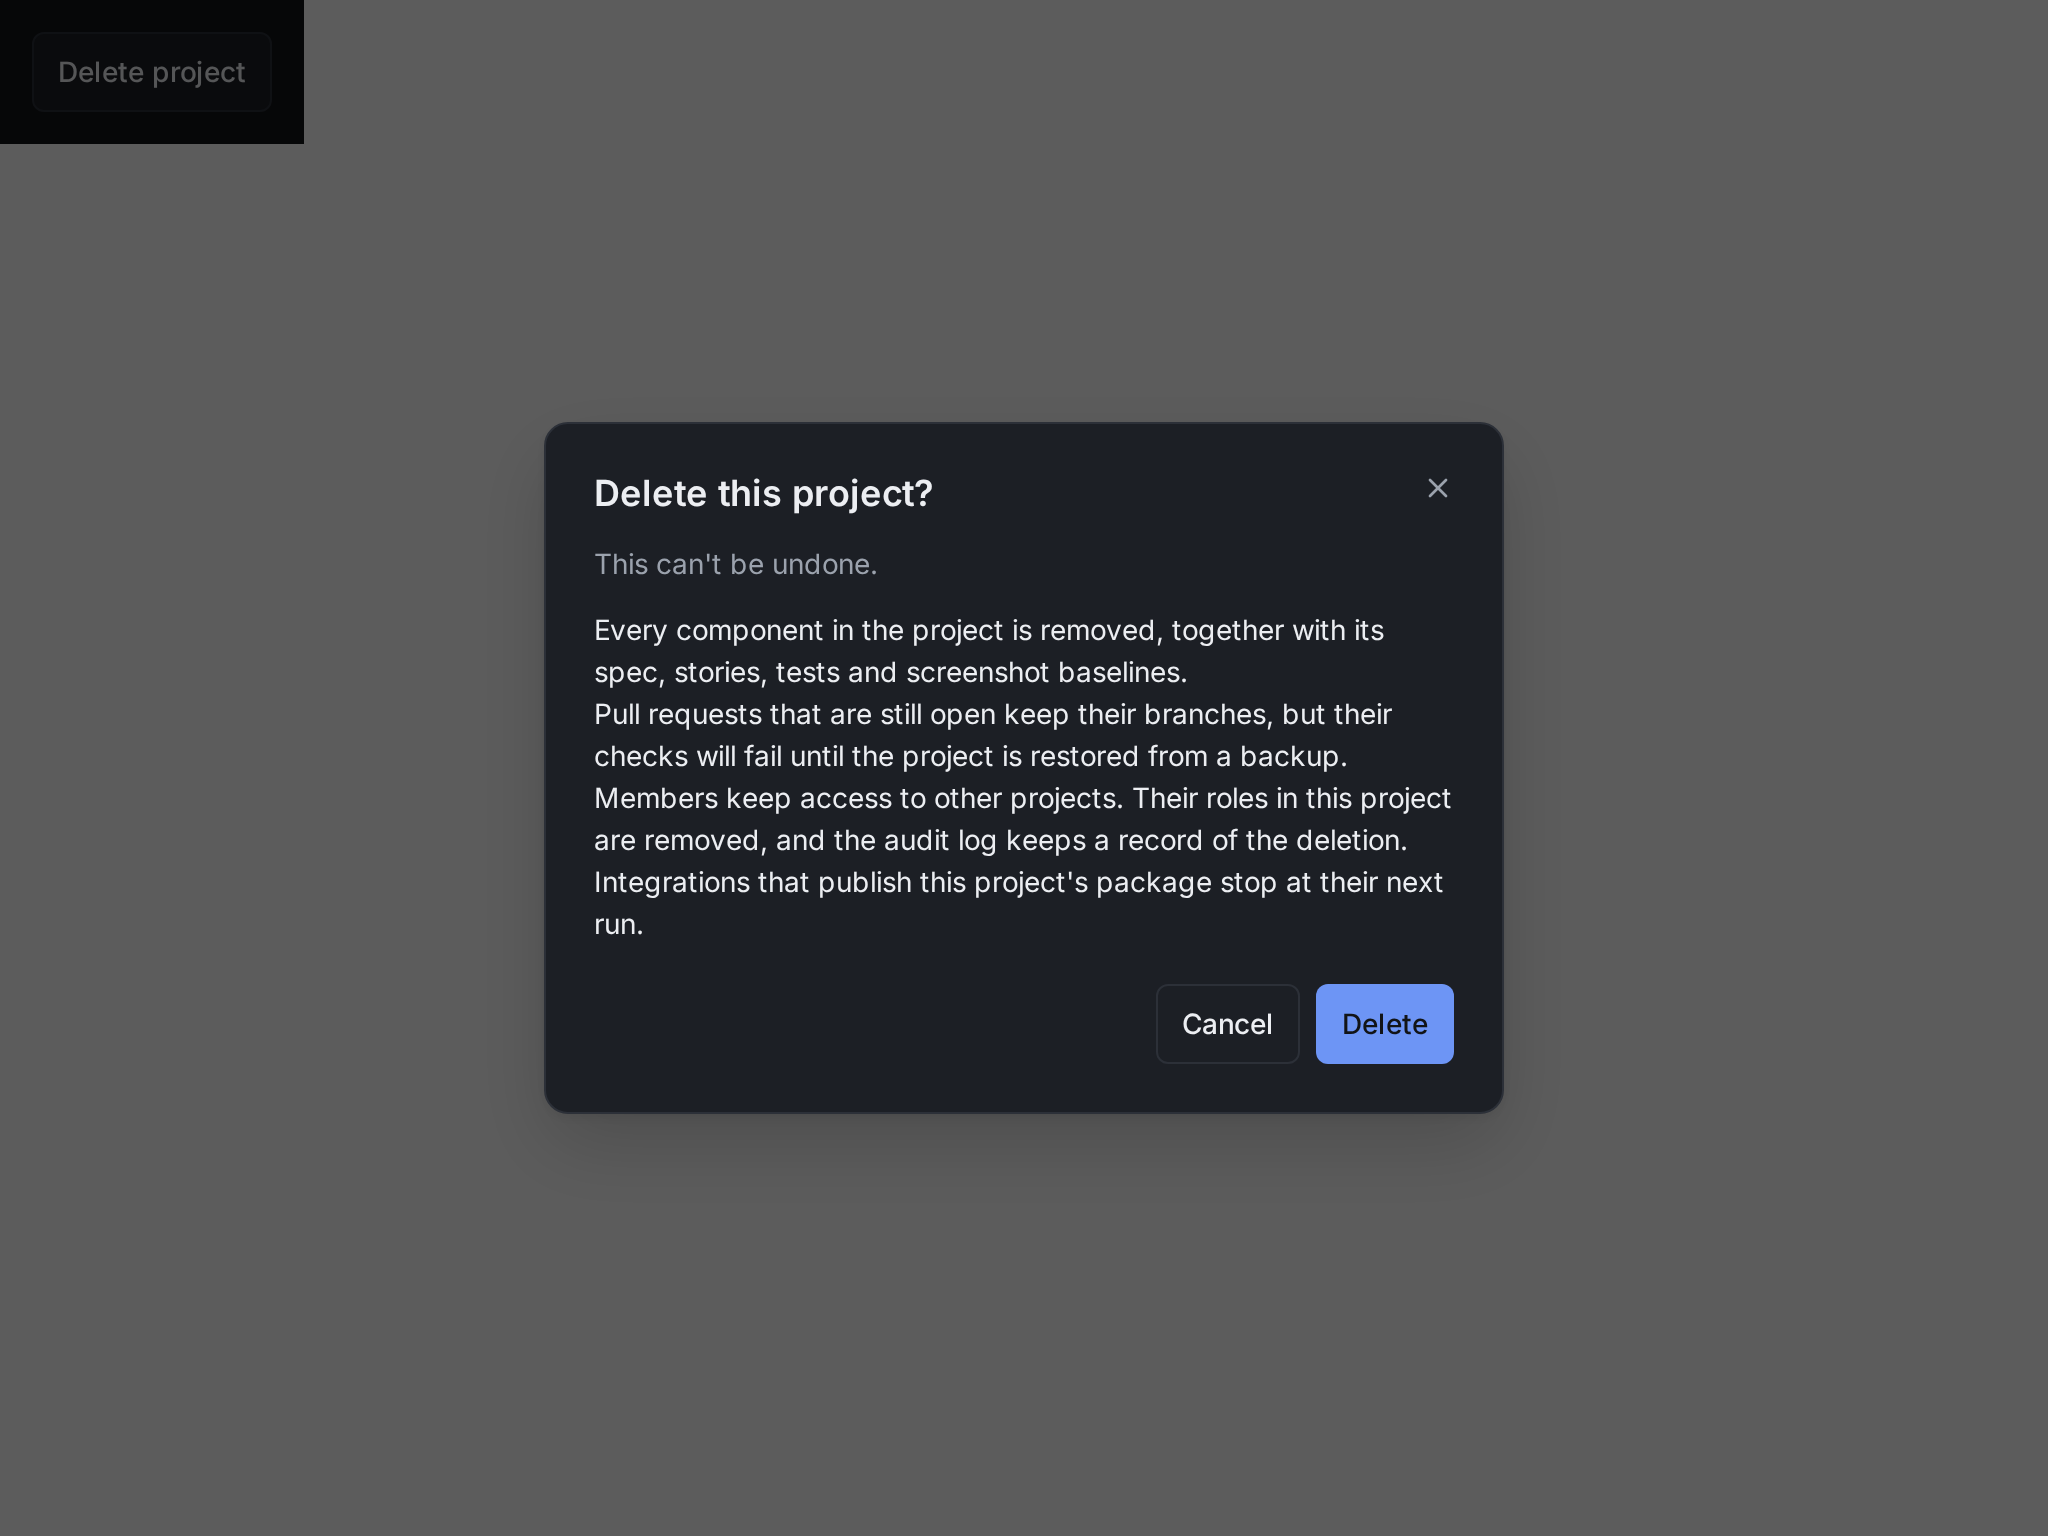 Delete project
Delete this project?
This can't be undone.
Every component in the project is removed, together with its
spec, stories, tests and screenshot baselines.
Pull requests that are still open keep their branches, but their
checks will fail until the project is restored from a backup.
Members keep access to other projects. Their roles in this project
are removed, and the audit log keeps a record of the deletion.
Integrations that publish this project's package stop at their next
run.
Cancel
Delete